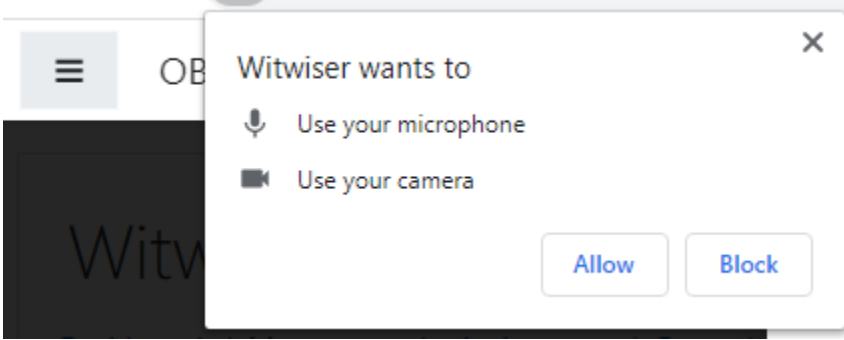 OB
Witwiser wants to
Use your microphone
Use your camera
Witw
Allow
Block